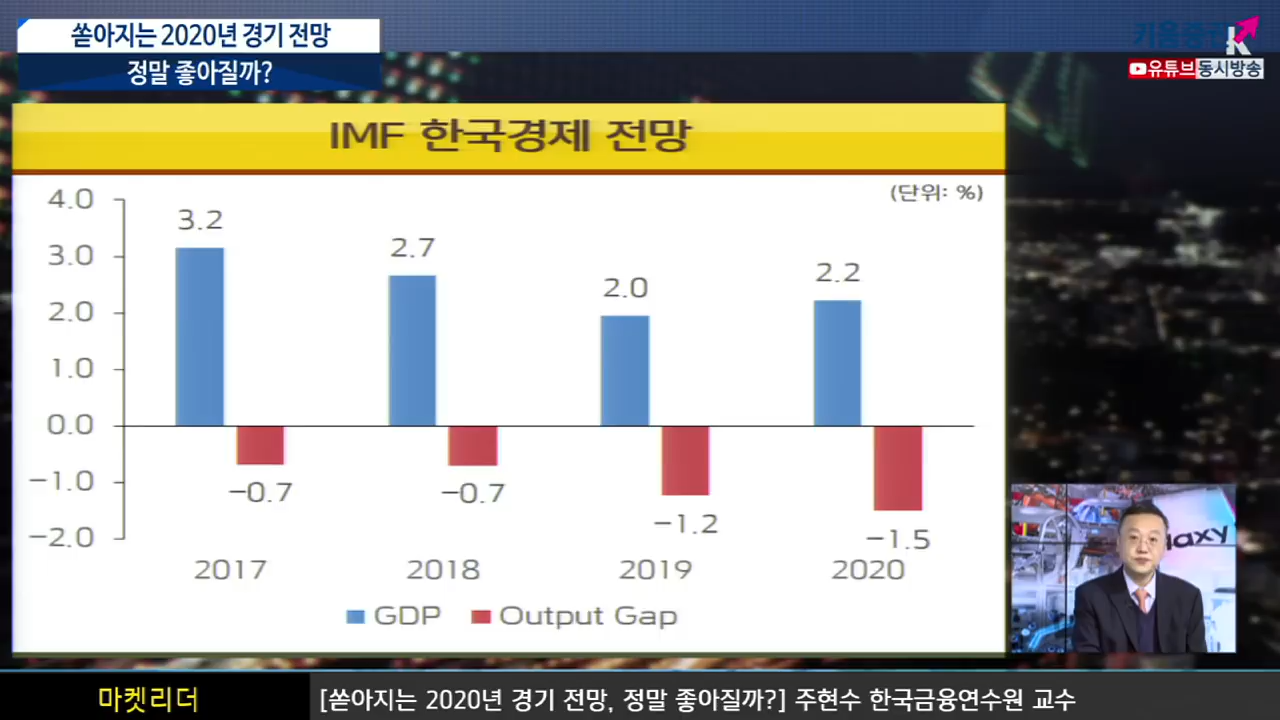 쏟아지는 2020년 경기 전망
정말 좋아질까?
키움증권
유튜브 동시방송
IMF 한국경제 전망
(단위: %)
4.0
3.0
2.0
1.0
0.0
-1.0
-2.0
3.2
2.7
2.0
2.2
-0.7
-0.7
-1.2
-1.5
2017 2018 2019 2020
GDP Output Gap
axy
마켓리더
[쏟아지는 2020년 경기 전망, 정말 좋아질까?] 주현수 한국금융연수원 교수